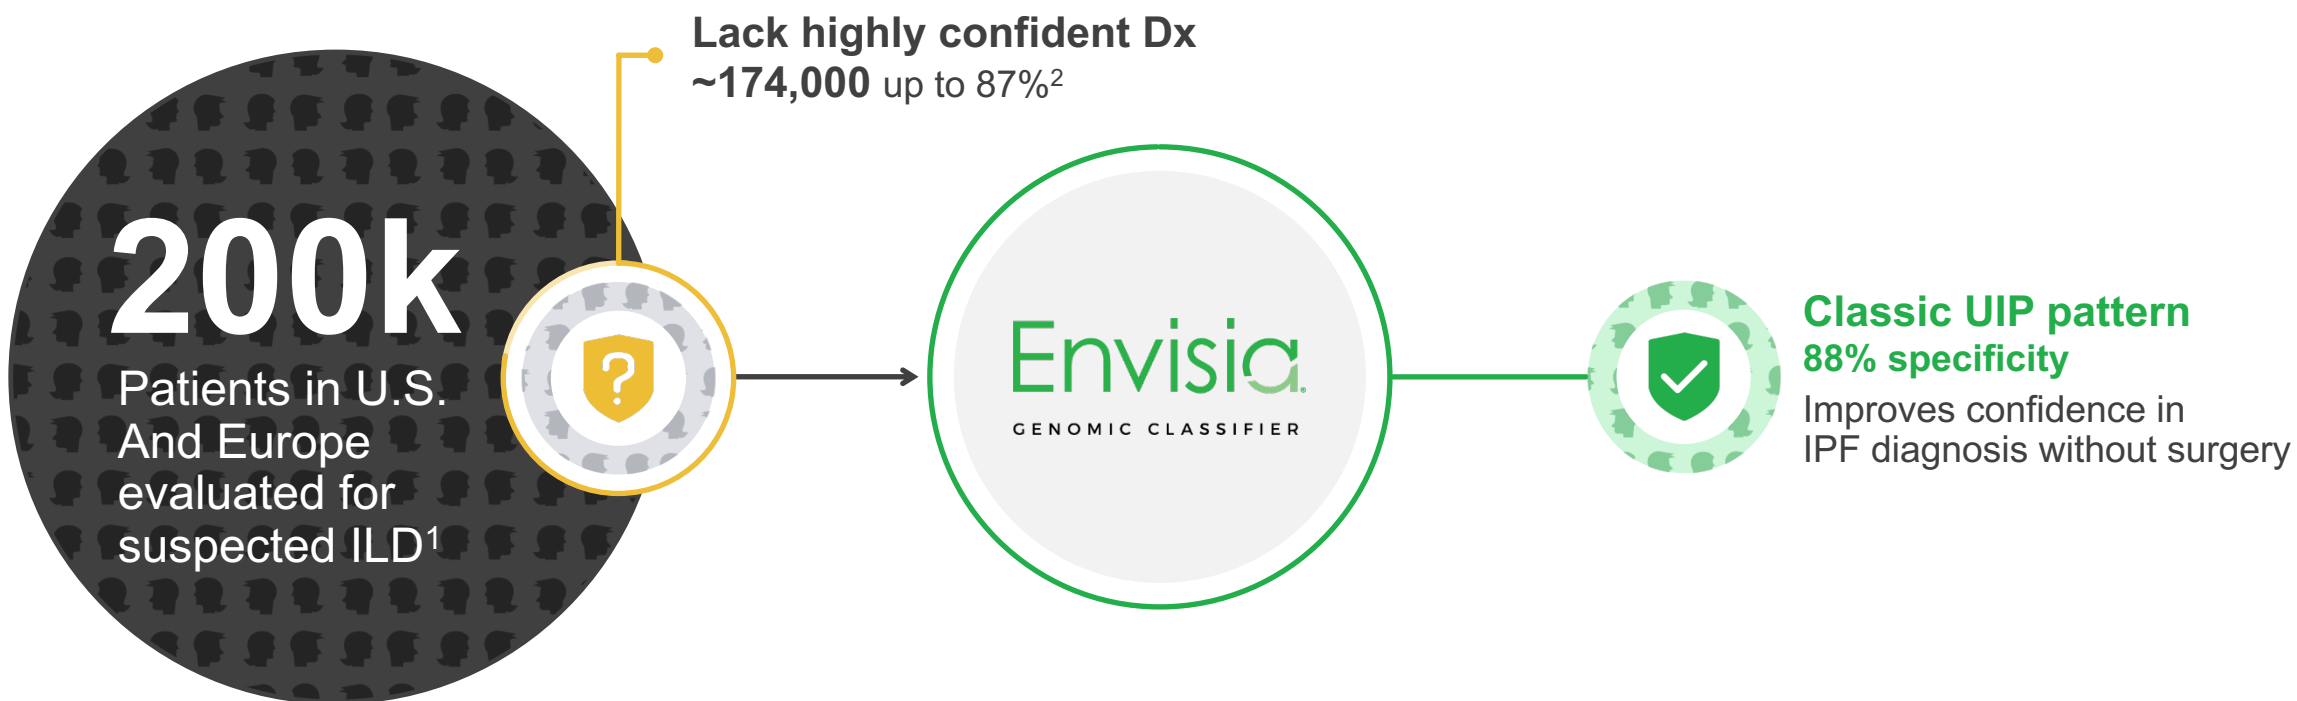 Lack highly confident Dx
~174,000 up to 87%²
200k
Patients in U.S.
And Europe
evaluated for
suspected ILD¹
?
Envisia®
GENOMIC CLASSIFIER
Classic UIP pattern
88% specificity
Improves confidence in
IPF diagnosis without surgery